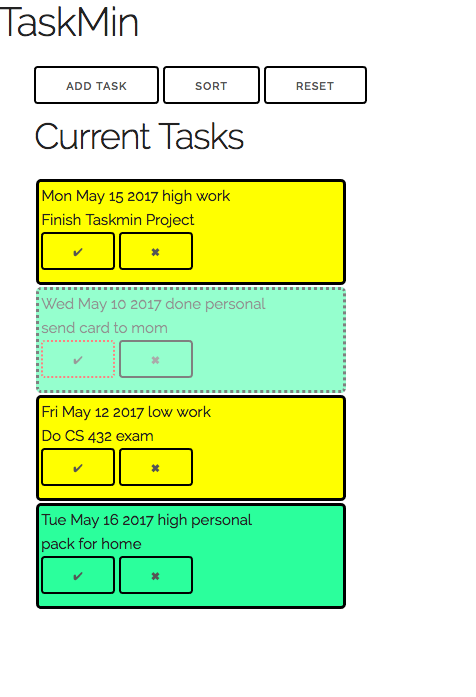 TaskMin
ADD TASK SORT RESET
Current Tasks
Mon May 15 2017 high work
Finish Taskmin Project
✔ ✖
Wed May 10 2017 done personal
send card to mom
✔ ✖
Fri May 12 2017 low work
Do CS 432 exam
✔ ✖
Tue May 16 2017 high personal
pack for home
✔ ✖